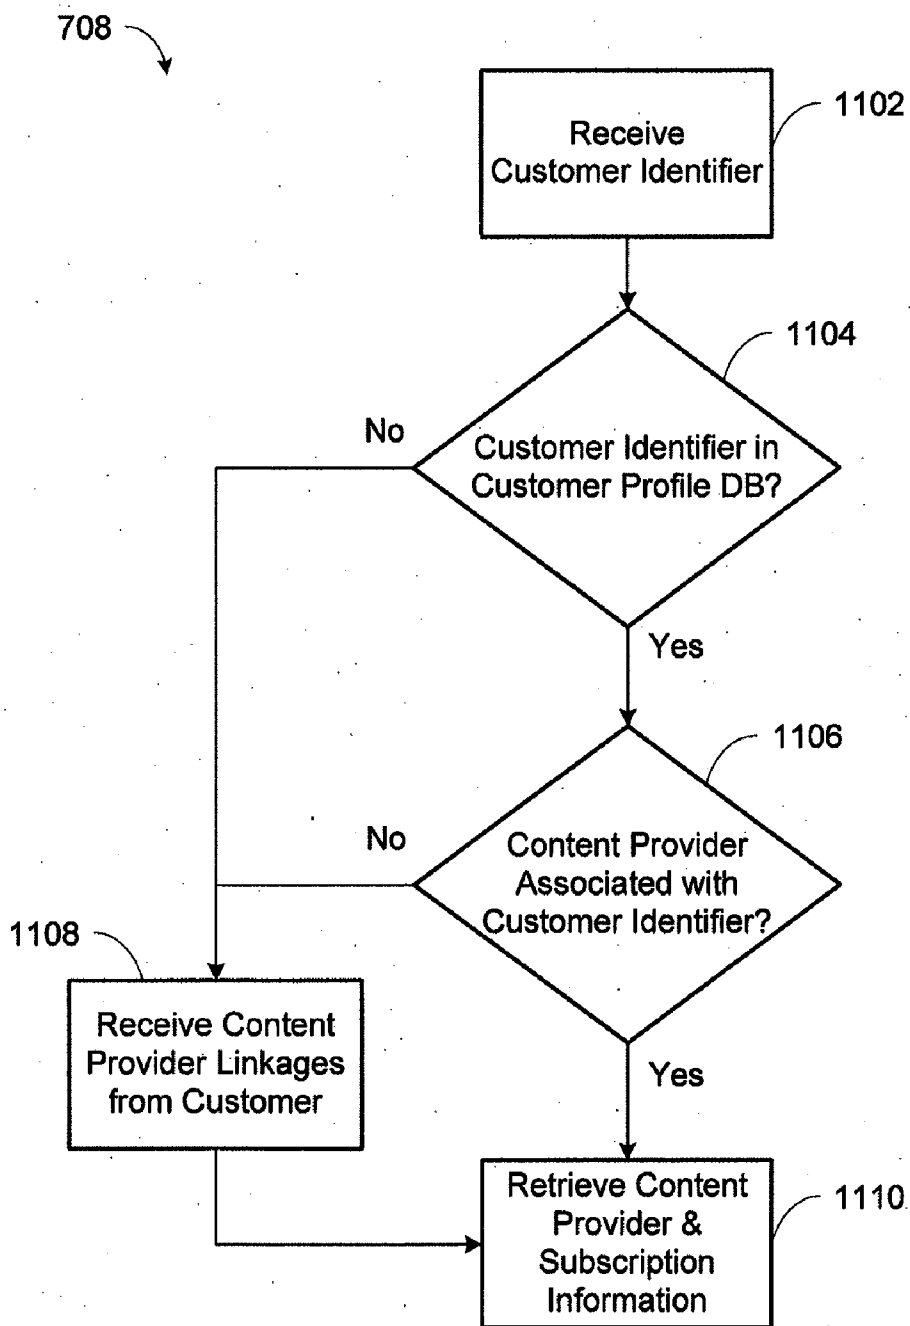 708
1102
Receive
Customer Identifier
1104
No
Customer Identifier in
Customer Profile DB?
Yes
1106
No
Content Provider
Associated with
Customer Identifier?
1108
Receive Content
Provider Linkages
from Customer
Yes
Retrieve Content
Provider &
Subscription
Information
1110